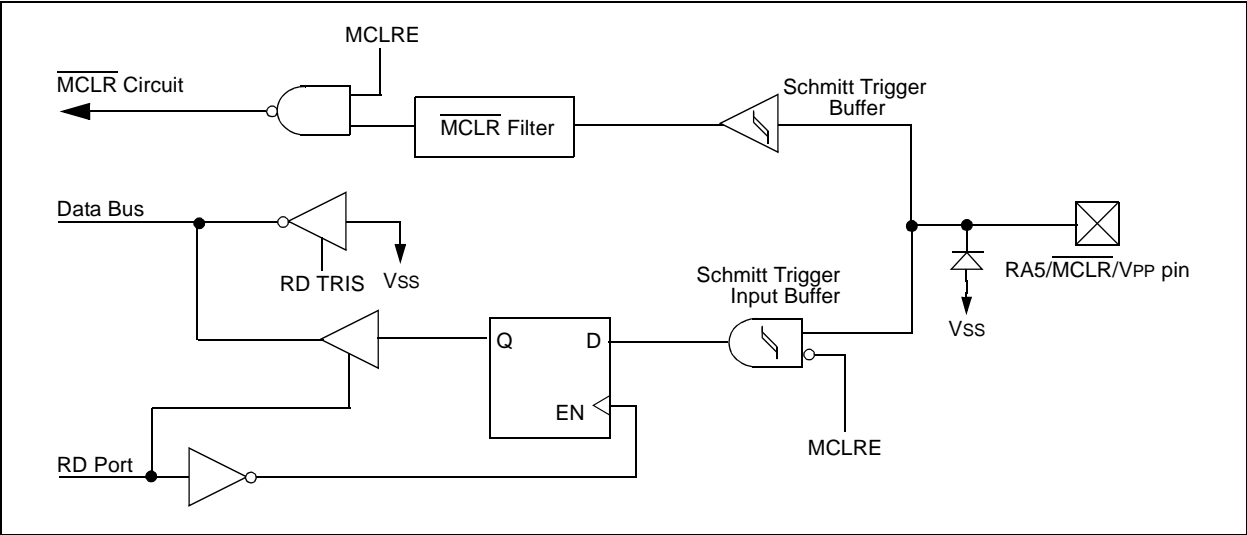 MCLRE
MCLR Circuit
Schmitt Trigger
Buffer
MCLR Filter
Data Bus
RD TRIS
VSS
RA5/MCLR/VPP pin
Schmitt Trigger
Input Buffer
VSS
Q
D
EN
MCLRE
RD Port